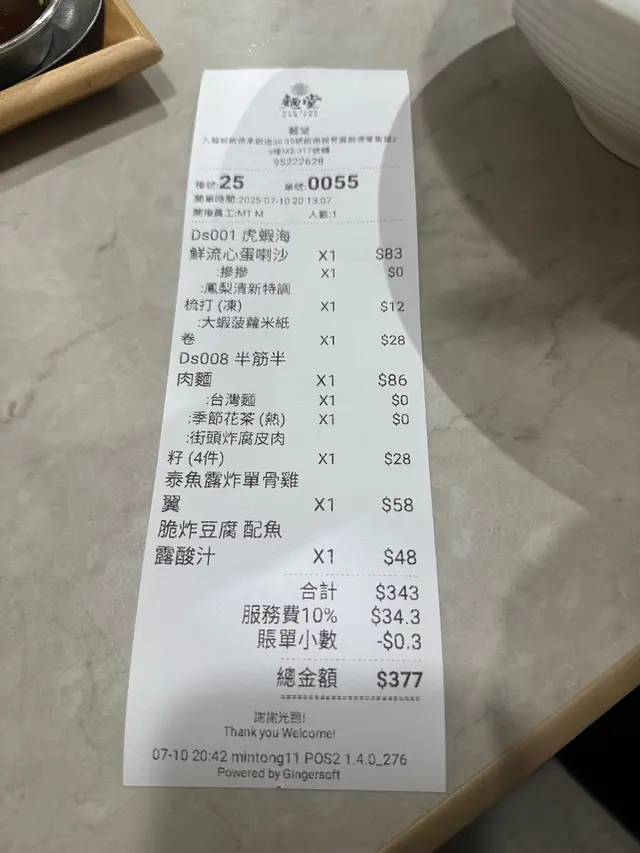 麵堂
麵堂
95222628
檯號:25 單號:0055
開單時間:2025-07-10 20:13:07
開檯員工:MT M 人數:1
Ds001 虎蝦海
鮮流心蛋喇沙 X1 $83
:摻摻 X1 $0
:鳳梨清新特調
梳打 (凍) X1 $12
:大蝦菠蘿米紙
卷 X1 $28
Ds008 半筋半
肉麵 X1 $86
:台灣麵 X1 $0
:季節花茶 (熱) X1 $0
:街頭炸腐皮肉
籽 (4件) X1 $28
泰魚露炸單骨雞
翼 X1 $58
脆炸豆腐 配魚
露酸汁 X1 $48
合計 $343
服務費10% $34.3
賬單小數 -$0.3
總金額 $377
謝謝光臨!
Thank you Welcome!
07-10 20:42 mintong11 POS2 1.4.0_276
Powered by Gingersoft